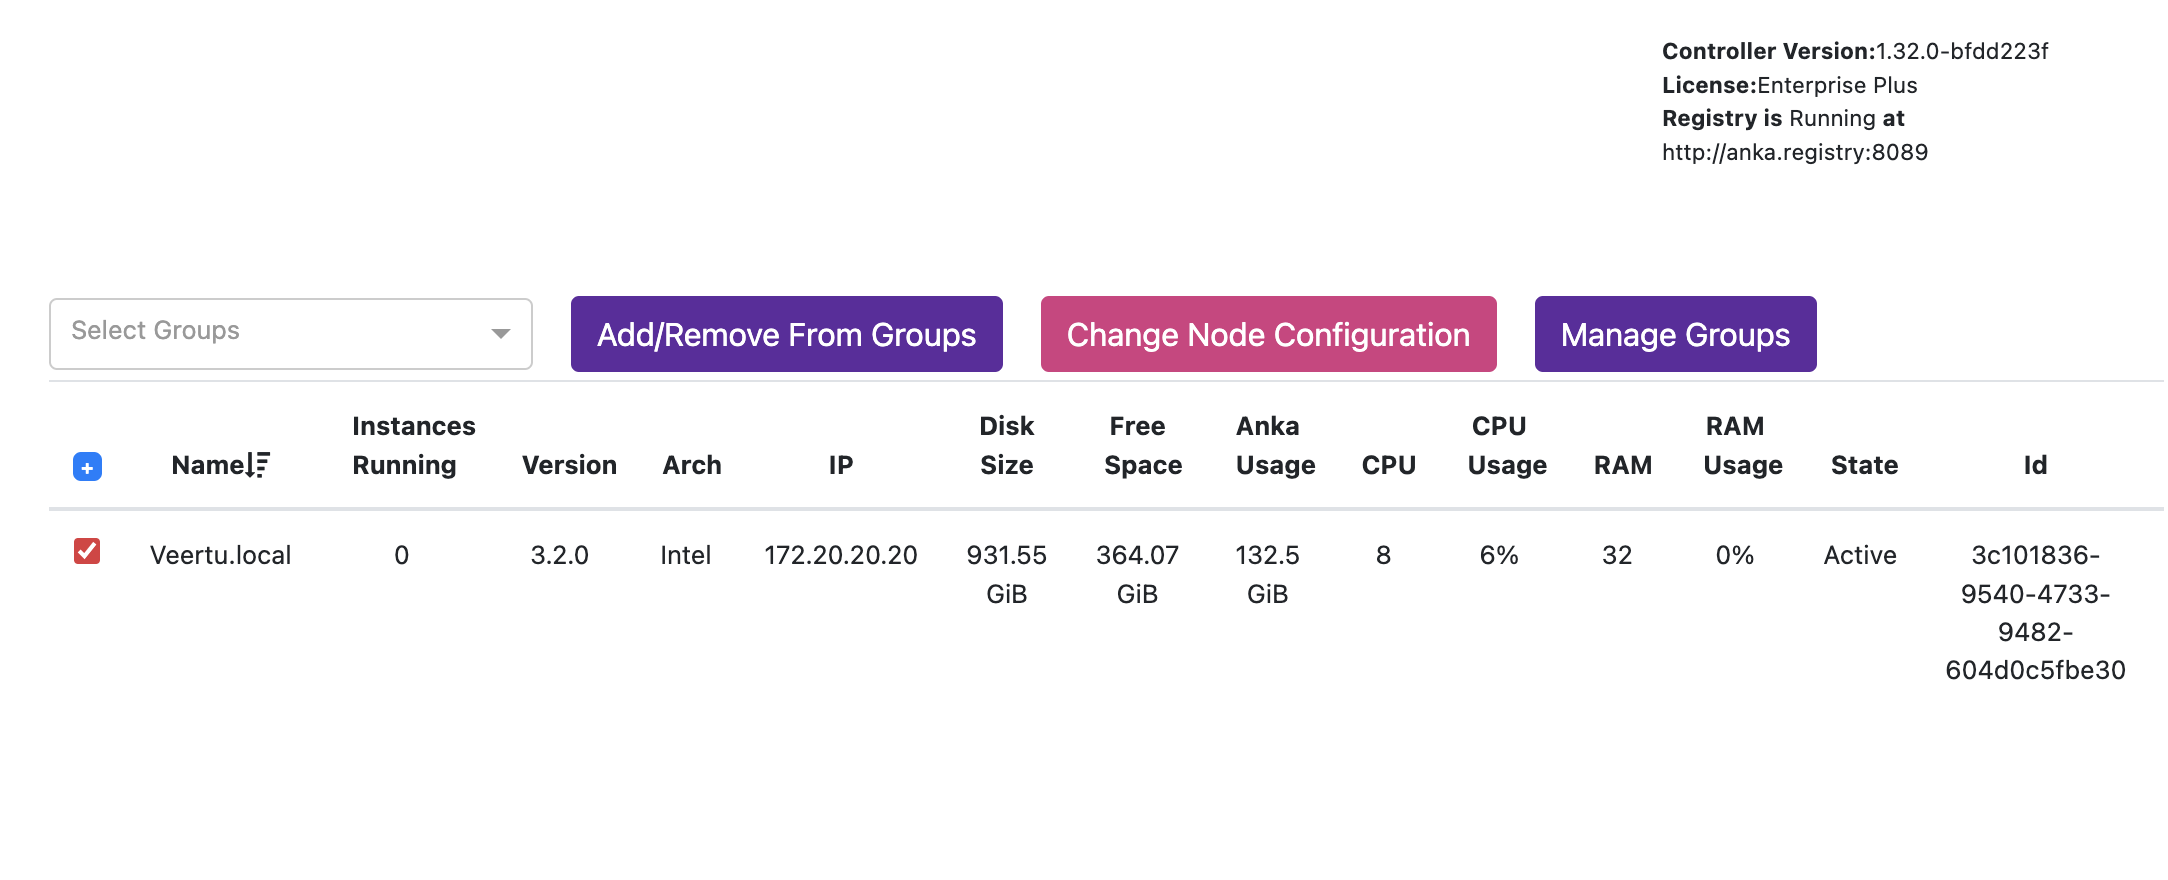 Controller Version:1.32.0-bfdd223f
License:Enterprise Plus
Registry is Running at
http://anka.registry:8089
Select Groups
Add/Remove From Groups
Change Node Configuration
Manage Groups
Name
Instances Running
Version
Arch
IP
Disk Size
Free Space
Anka Usage
CPU
CPU Usage
RAM
RAM Usage
State
Id
Veertu.local
0
3.2.0
Intel
172.20.20.20
931.55 GiB
364.07 GiB
132.5 GiB
8
6%
32
0%
Active
3c101836-
9540-4733-
9482-
604d0c5fbe30